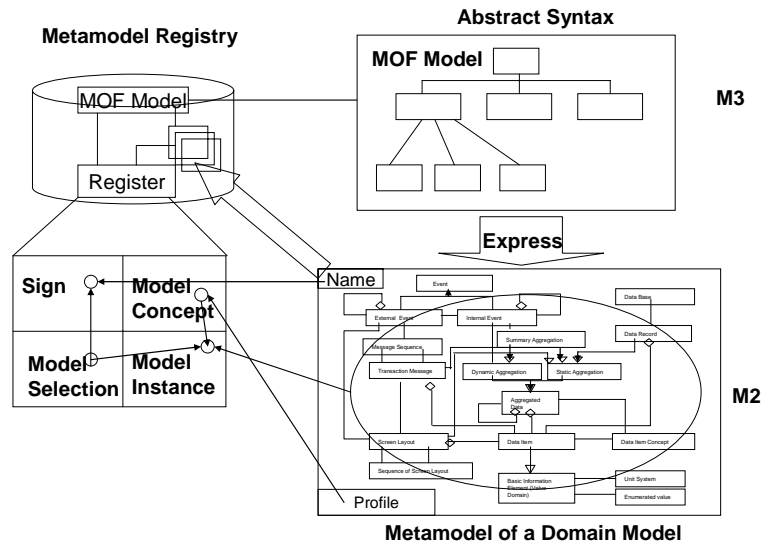 Abstract Syntax
Metamodel Registry
MOF Model
MOF Model
M3
Register
Express
Name
Sign
Model
Concept
Model
Selection
Model
Instance
Event
Data Base
External Event
Internal Event
Data Record
Message Sequence
Summary Aggregation
Transaction Message
Dynamic Aggregation
Static Aggregation
M2
Aggregated
Data
Screen Layout
Data Item
Data Item Concept
Sequence of Screen Layout
Basic Information
Element (Value
Domain)
Unit System
Enumerated value
Profile
Metamodel of a Domain Model